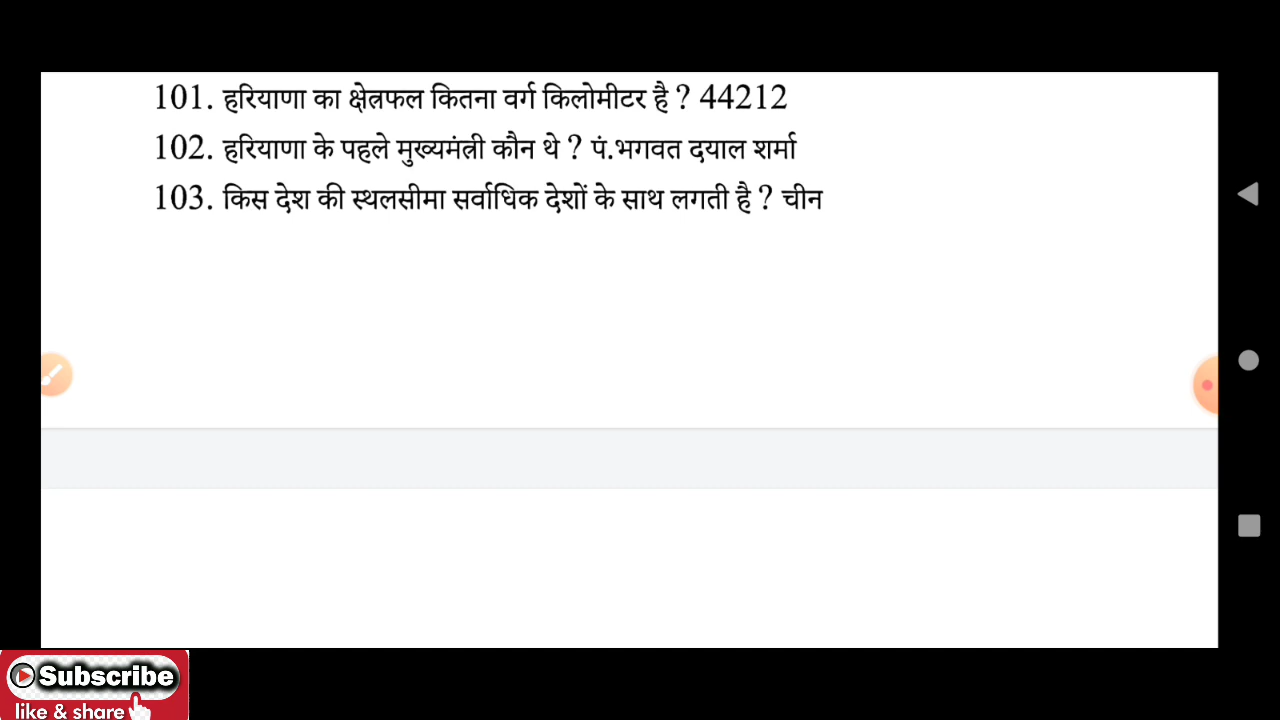 101. हरियाणा का क्षेत्रफल कितना वर्ग किलोमीटर है ? 44212
102. हरियाणा के पहले मुख्यमंत्री कौन थे ? पं.भगवत दयाल शर्मा
103. किस देश की स्थलसीमा सर्वाधिक देशों के साथ लगती है ? चीन
Subscribe
like & share